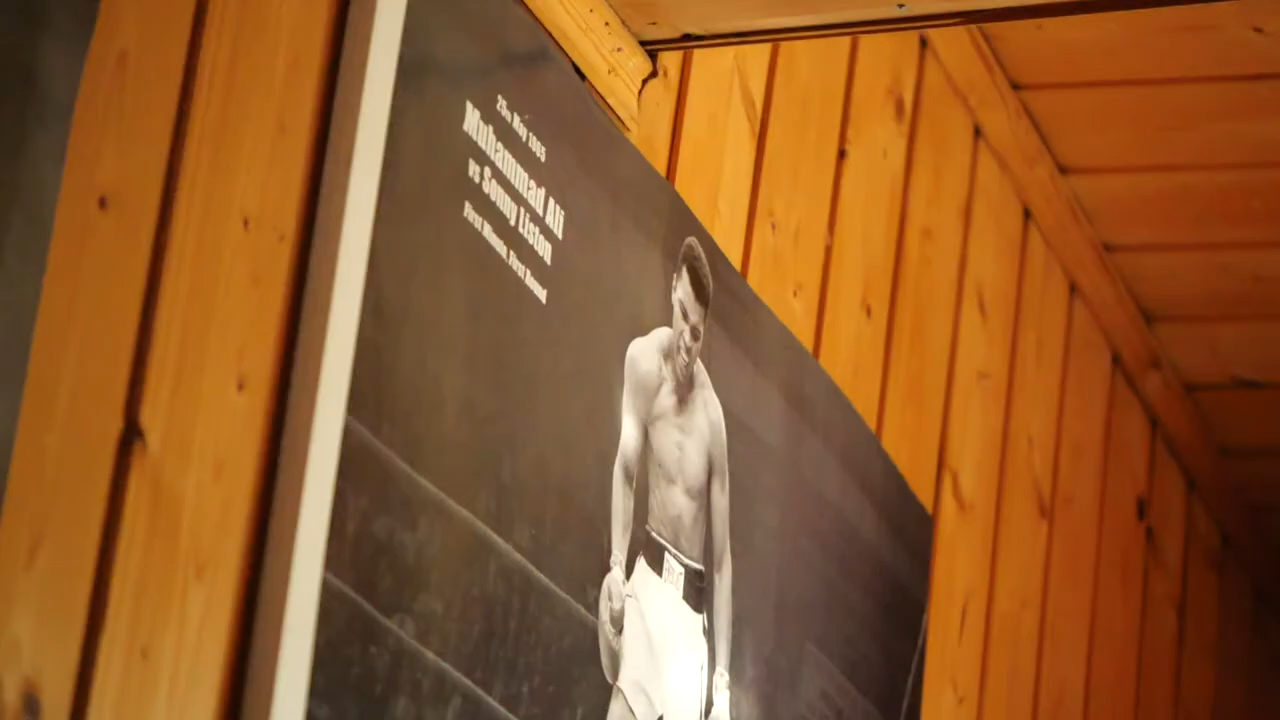 25th May 1965
Muhammad Ali
vs Sonny Liston
First Minute, First Round